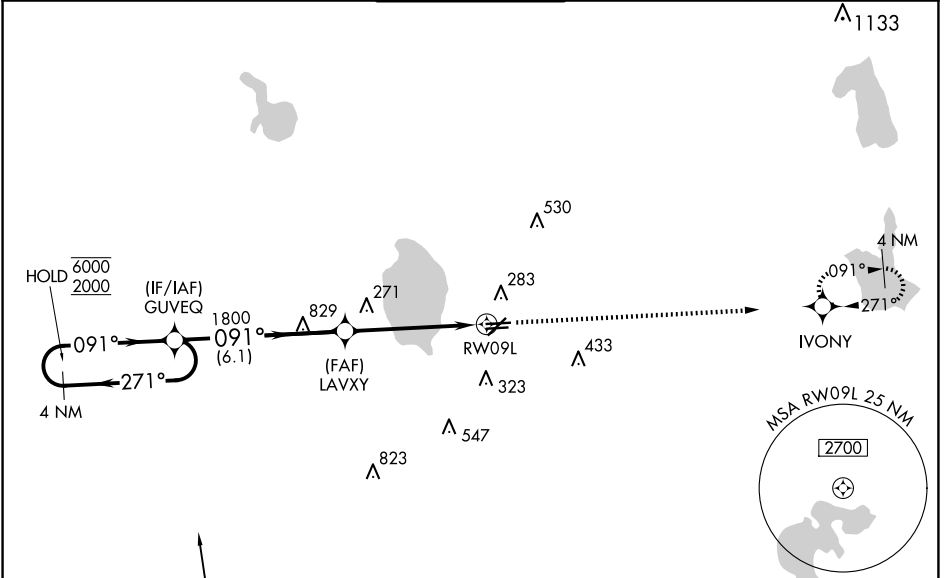 1133
530
4 NM
HOLD 6000
2000
(IF/IAF)
GUVEQ
271
283
091°
271°
829
1800
091°
091°
(6.1)
RW09L
IVONY
433
(FAF)
LAVXY
323
271°
4 NM
547
823
MSA RW09L 25 NM
2700